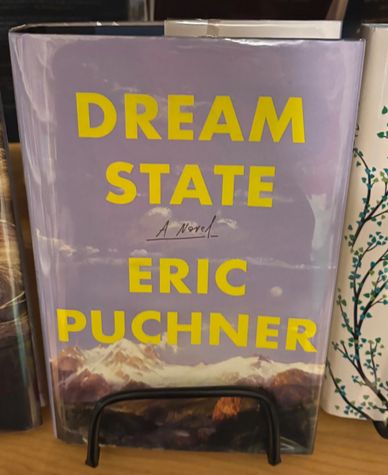 DREAM
STATE
A Novel
ERIC
PUCHNER